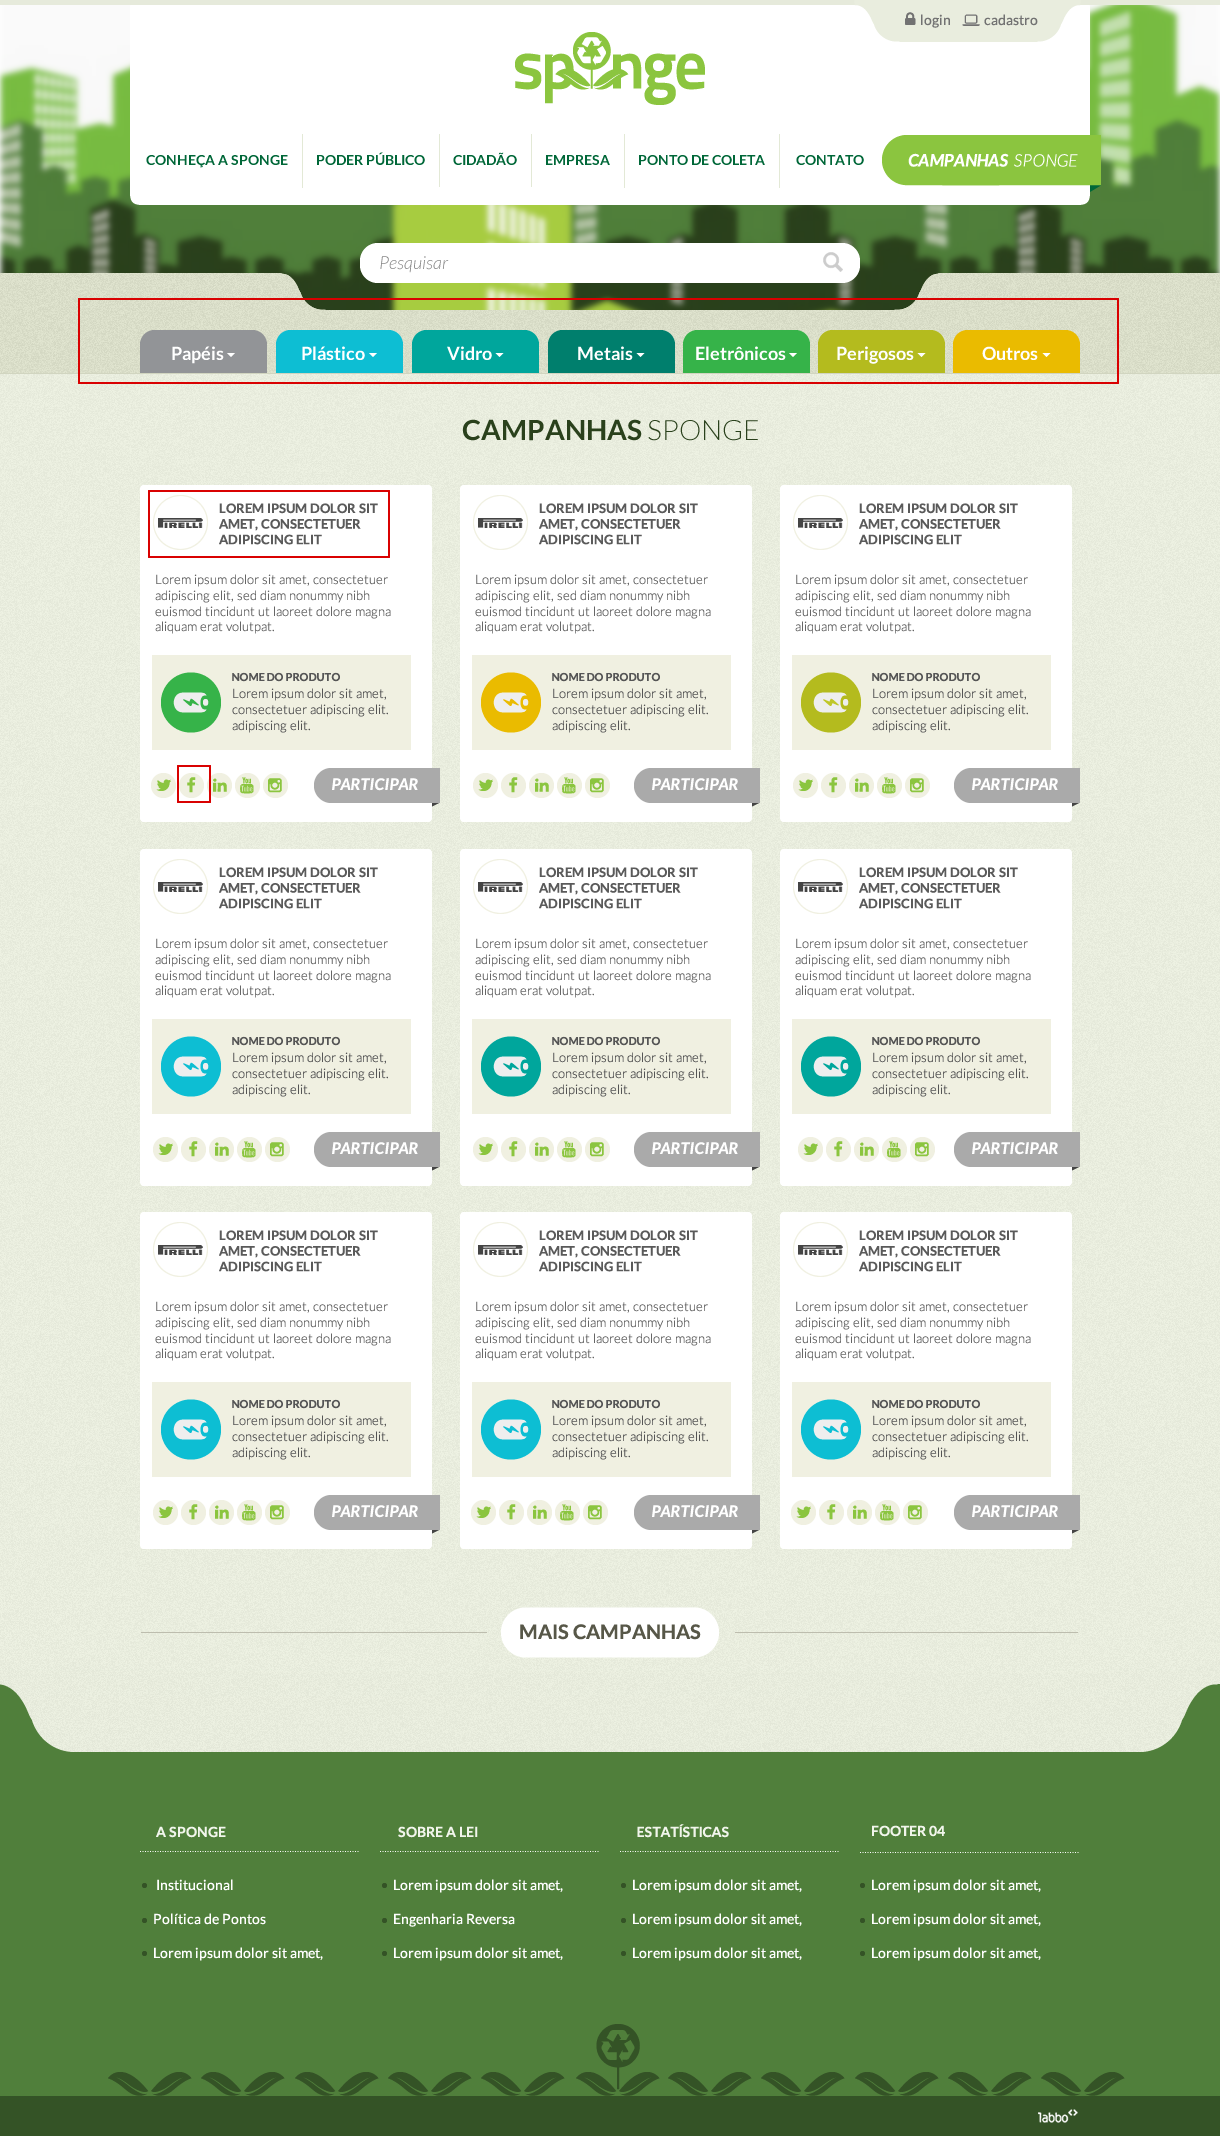 login cadastro
sponge
CONHEÇA A SPONGE PODER PÚBLICO CIDADÃO EMPRESA PONTO DE COLETA CONTATO CAMPANHAS SPONGE
Pesquisar
Papéis Plástico Vidro Metais Eletrônicos Perigosos Outros
CAMPANHAS SPONGE
PIRELLI
LOREM IPSUM DOLOR SIT
AMET, CONSECTETUER
ADIPISCING ELIT
Lorem ipsum dolor sit amet, consectetuer
adipiscing elit, sed diam nonummy nibh
euismod tincidunt ut laoreet dolore magna
aliquam erat volutpat.
NOME DO PRODUTO
Lorem ipsum dolor sit amet,
consectetuer adipiscing elit.
adipiscing elit.
You Tube
PARTICIPAR
PIRELLI
LOREM IPSUM DOLOR SIT
AMET, CONSECTETUER
ADIPISCING ELIT
Lorem ipsum dolor sit amet, consectetuer
adipiscing elit, sed diam nonummy nibh
euismod tincidunt ut laoreet dolore magna
aliquam erat volutpat.
NOME DO PRODUTO
Lorem ipsum dolor sit amet,
consectetuer adipiscing elit.
adipiscing elit.
You Tube
PARTICIPAR
PIRELLI
LOREM IPSUM DOLOR SIT
AMET, CONSECTETUER
ADIPISCING ELIT
Lorem ipsum dolor sit amet, consectetuer
adipiscing elit, sed diam nonummy nibh
euismod tincidunt ut laoreet dolore magna
aliquam erat volutpat.
NOME DO PRODUTO
Lorem ipsum dolor sit amet,
consectetuer adipiscing elit.
adipiscing elit.
You Tube
PARTICIPAR
PIRELLI
LOREM IPSUM DOLOR SIT
AMET, CONSECTETUER
ADIPISCING ELIT
Lorem ipsum dolor sit amet, consectetuer
adipiscing elit, sed diam nonummy nibh
euismod tincidunt ut laoreet dolore magna
aliquam erat volutpat.
NOME DO PRODUTO
Lorem ipsum dolor sit amet,
consectetuer adipiscing elit.
adipiscing elit.
You Tube
PARTICIPAR
PIRELLI
LOREM IPSUM DOLOR SIT
AMET, CONSECTETUER
ADIPISCING ELIT
Lorem ipsum dolor sit amet, consectetuer
adipiscing elit, sed diam nonummy nibh
euismod tincidunt ut laoreet dolore magna
aliquam erat volutpat.
NOME DO PRODUTO
Lorem ipsum dolor sit amet,
consectetuer adipiscing elit.
adipiscing elit.
You Tube
PARTICIPAR
PIRELLI
LOREM IPSUM DOLOR SIT
AMET, CONSECTETUER
ADIPISCING ELIT
Lorem ipsum dolor sit amet, consectetuer
adipiscing elit, sed diam nonummy nibh
euismod tincidunt ut laoreet dolore magna
aliquam erat volutpat.
NOME DO PRODUTO
Lorem ipsum dolor sit amet,
consectetuer adipiscing elit.
adipiscing elit.
You Tube
PARTICIPAR
PIRELLI
LOREM IPSUM DOLOR SIT
AMET, CONSECTETUER
ADIPISCING ELIT
Lorem ipsum dolor sit amet, consectetuer
adipiscing elit, sed diam nonummy nibh
euismod tincidunt ut laoreet dolore magna
aliquam erat volutpat.
NOME DO PRODUTO
Lorem ipsum dolor sit amet,
consectetuer adipiscing elit.
adipiscing elit.
You Tube
PARTICIPAR
PIRELLI
LOREM IPSUM DOLOR SIT
AMET, CONSECTETUER
ADIPISCING ELIT
Lorem ipsum dolor sit amet, consectetuer
adipiscing elit, sed diam nonummy nibh
euismod tincidunt ut laoreet dolore magna
aliquam erat volutpat.
NOME DO PRODUTO
Lorem ipsum dolor sit amet,
consectetuer adipiscing elit.
adipiscing elit.
You Tube
PARTICIPAR
PIRELLI
LOREM IPSUM DOLOR SIT
AMET, CONSECTETUER
ADIPISCING ELIT
Lorem ipsum dolor sit amet, consectetuer
adipiscing elit, sed diam nonummy nibh
euismod tincidunt ut laoreet dolore magna
aliquam erat volutpat.
NOME DO PRODUTO
Lorem ipsum dolor sit amet,
consectetuer adipiscing elit.
adipiscing elit.
You Tube
PARTICIPAR
MAIS CAMPANHAS
A SPONGE
Institucional
Política de Pontos
Lorem ipsum dolor sit amet,
SOBRE A LEI
Lorem ipsum dolor sit amet,
Engenharia Reversa
Lorem ipsum dolor sit amet,
ESTATÍSTICAS
Lorem ipsum dolor sit amet,
Lorem ipsum dolor sit amet,
Lorem ipsum dolor sit amet,
FOOTER 04
Lorem ipsum dolor sit amet,
Lorem ipsum dolor sit amet,
Lorem ipsum dolor sit amet,
labbo